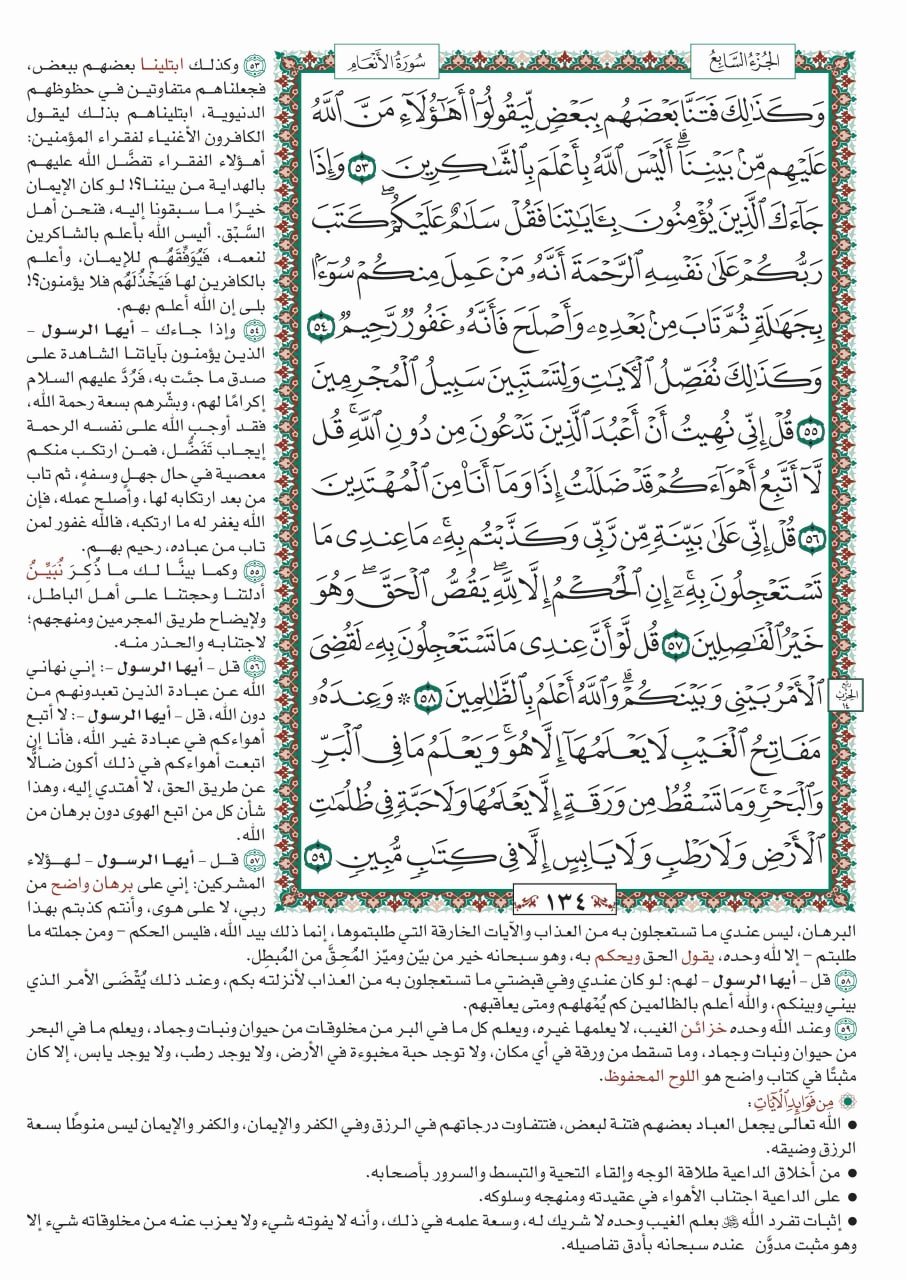 الجُزْءُ السَّابِعُ
سُورَةُ الأَنْعَامِ
وَكَذَٰلِكَ فَتَنَّا بَعْضَهُم بِبَعْضٍ لِّيَقُولُوٓا۟ أَهَـٰٓؤُلَآءِ مَنَّ ٱللَّهُ
عَلَيْهِم مِّنۢ بَيْنِنَآ ۗ أَلَيْسَ ٱللَّهُ بِأَعْلَمَ بِٱلشَّـٰكِرِينَ ٥٣ وَإِذَا
جَآءَكَ ٱلَّذِينَ يُؤْمِنُونَ بِـَٔايَـٰتِنَا فَقُلْ سَلَـٰمٌ عَلَيْكُمْ ۖ كَتَبَ
رَبُّكُمْ عَلَىٰ نَفْسِهِ ٱلرَّحْمَةَ ۖ أَنَّهُۥ مَنْ عَمِلَ مِنكُمْ سُوٓءًۢا
بِجَهَـٰلَةٍ ثُمَّ تَابَ مِنۢ بَعْدِهِۦ وَأَصْلَحَ فَأَنَّهُۥ غَفُورٌ رَّحِيمٌ ٥٤
وَكَذَٰلِكَ نُفَصِّلُ ٱلْـَٔايَـٰتِ وَلِتَسْتَبِينَ سَبِيلُ ٱلْمُجْرِمِينَ
٥٥ قُلْ إِنِّى نُهِيتُ أَنْ أَعْبُدَ ٱلَّذِينَ تَدْعُونَ مِن دُونِ ٱللَّهِ ۚ قُل
لَّآ أَتَّبِعُ أَهْوَآءَكُمْ ۙ قَدْ ضَلَلْتُ إِذًا وَمَآ أَنَا۠ مِنَ ٱلْمُهْتَدِينَ
٥٦ قُلْ إِنِّى عَلَىٰ بَيِّنَةٍ مِّن رَّبِّى وَكَذَّبْتُم بِهِۦ ۚ مَا عِندِى مَا
تَسْتَعْجِلُونَ بِهِۦٓ ۚ إِنِ ٱلْحُكْمُ إِلَّا لِلَّهِ ۖ يَقُصُّ ٱلْحَقَّ ۖ وَهُوَ
خَيْرُ ٱلْفَـٰصِلِينَ ٥٧ قُل لَّوْ أَنَّ عِندِى مَا تَسْتَعْجِلُونَ بِهِۦ لَقُضِىَ
ٱلْأَمْرُ بَيْنِى وَبَيْنَكُمْ ۗ وَٱللَّهُ أَعْلَمُ بِٱلظَّـٰلِمِينَ ٥٨ ۞ وَعِندَهُۥ
مَفَاتِحُ ٱلْغَيْبِ لَا يَعْلَمُهَآ إِلَّا هُوَ ۚ وَيَعْلَمُ مَا فِى ٱلْبَرِّ
وَٱلْبَحْرِ ۚ وَمَا تَسْقُطُ مِن وَرَقَةٍ إِلَّا يَعْلَمُهَا وَلَا حَبَّةٍ فِى ظُلُمَـٰتِ
ٱلْأَرْضِ وَلَا رَطْبٍ وَلَا يَابِسٍ إِلَّا فِى كِتَـٰبٍ مُّبِينٍ ٥٩
ربع
الحزب
١٤
١٣٤
٥٣ وكذلك ابتلينا بعضهم ببعض،
فجعلناهم متفاوتين في حظوظهم
الدنيوية، ابتليناهم بذلك ليقول
الكافرون الأغنياء لفقراء المؤمنين:
أهؤلاء الفقراء تفضَّل الله عليهم
بالهداية من بيننا؟! لو كان الإيمان
خيرًا ما سبقونا إليه، فنحن أهل
السَّبْق. أليس الله بأعلم بالشاكرين
لنعمه، فَيُوَفِّقَهُم للإيمان، وأعلم
بالكافرين لها فَيَخْذُلَهُم فلا يؤمنون؟!
بلى إن الله أعلم بهم.
٥٤ وإذا جاءك – أيها الرسول –
الذين يؤمنون بآياتنا الشاهدة على
صدق ما جئت به، فَرُدَّ عليهم السلام
إكرامًا لهم، وبشّرهم بسعة رحمة الله،
فقد أوجب الله على نفسه الرحمة
إيجاب تَفَضُّل، فمن ارتكب منكم
معصية في حال جهلٍ وسفهٍ، ثم تاب
من بعد ارتكابه لها، وأصلح عمله، فإن
الله يغفر له ما ارتكبه، فالله غفور لمن
تاب من عباده، رحيم بهم.
٥٥ وكما بينَّا لك ما ذُكِرَ نُبَيِّنُ
أدلتنا وحجتنا على أهل الباطل،
ولإيضاح طريق المجرمين ومنهجهم؛
لاجتنابه والحذر منه.
٥٦ قل – أيها الرسول –: إني نهاني
الله عن عبادة الذين تعبدونهم من
دون الله، قل – أيها الرسول –: لا أتبع
أهواءكم في عبادة غير الله، فأنا إن
اتبعت أهواءكم في ذلك أكون ضالًّا
عن طريق الحق، لا أهتدي إليه، وهذا
شأن كل من اتبع الهوى دون برهان من
الله.
٥٧ قل – أيها الرسول – لهؤلاء
المشركين: إني على برهان واضح من
ربي، لا على هوى، وأنتم كذبتم بهذا
البرهان، ليس عندي ما تستعجلون به من العذاب والآيات الخارقة التي طلبتموها، إنما ذلك بيد الله، فليس الحكم – ومن جملته ما
طلبتم – إلا لله وحده، يقول الحق ويحكم به، وهو سبحانه خير من بيّن وميّز المُحِقَّ من المُبطِل.
٥٨ قل – أيها الرسول – لهم: لو كان عندي وفي قبضتي ما تستعجلون به من العذاب لأنزلته بكم، وعند ذلك يُقْضَى الأمر الذي
بيني وبينكم، والله أعلم بالظالمين كم يُمْهلهم ومتى يعاقبهم.
٥٩ وعند الله وحده خزائن الغيب، لا يعلمها غيره، ويعلم كل ما في البر من مخلوقات من حيوان ونبات وجماد، ويعلم ما في البحر
من حيوان ونبات وجماد، وما تسقط من ورقة في أي مكان، ولا توجد حبة مخبوءة في الأرض، ولا يوجد رطب، ولا يوجد يابس، إلا كان
مثبتًا في كتاب واضح هو اللوح المحفوظ.
مِن فَوَائِدِ الآيَاتِ:
● الله تعالى يجعل العباد بعضهم فتنة لبعض، فتتفاوت درجاتهم في الرزق وفي الكفر والإيمان، والكفر والإيمان ليس منوطًا بسعة
الرزق وضيقه.
● من أخلاق الداعية طلاقة الوجه وإلقاء التحية والتبسط والسرور بأصحابه.
● على الداعية اجتناب الأهواء في عقيدته ومنهجه وسلوكه.
● إثبات تفرد الله ﷻ بعلم الغيب وحده لا شريك له، وسعة علمه في ذلك، وأنه لا يفوته شيء ولا يعزب عنه من مخلوقاته شيء إلا
وهو مثبت مدوَّن عنده سبحانه بأدق تفاصيله.